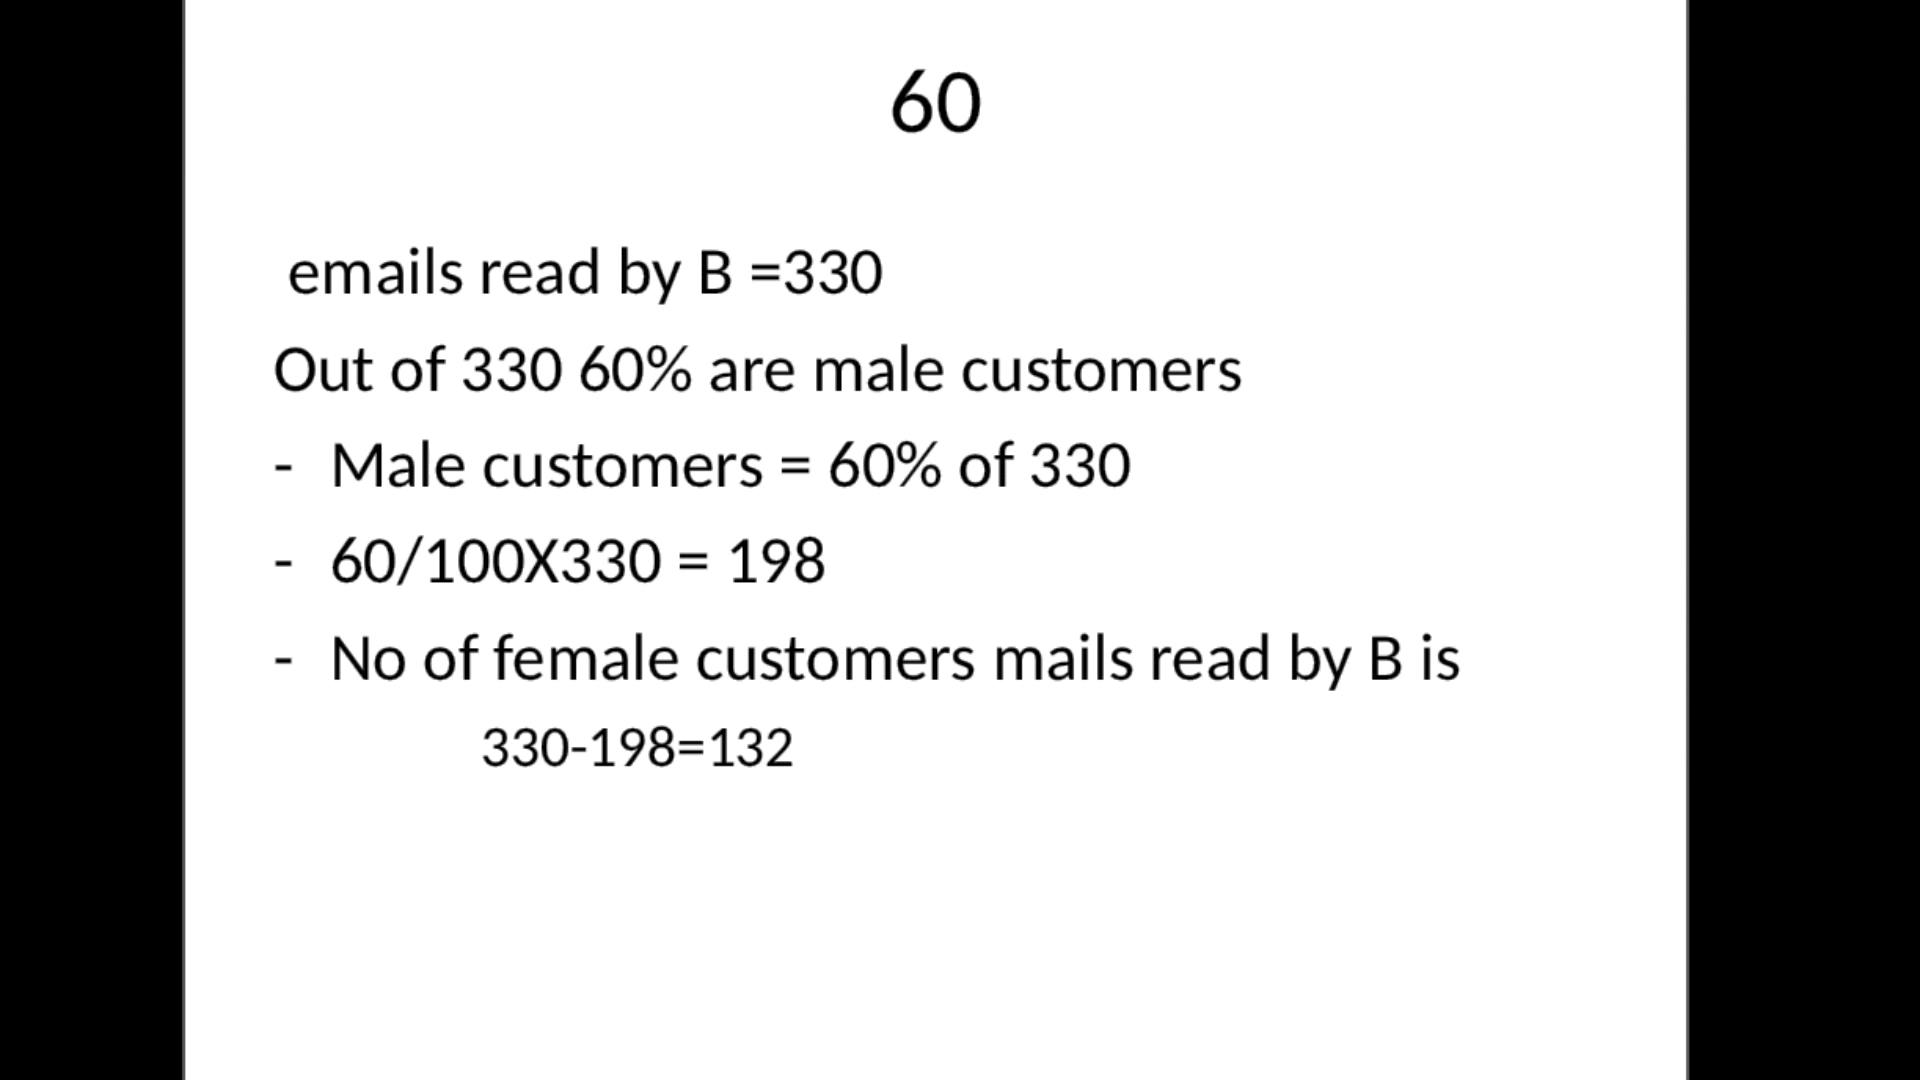 60
emails read by B =330
Out of 330 60% are male customers
- Male customers = 60% of 330
- 60/100X330 = 198
- No of female customers mails read by B is
330-198=132